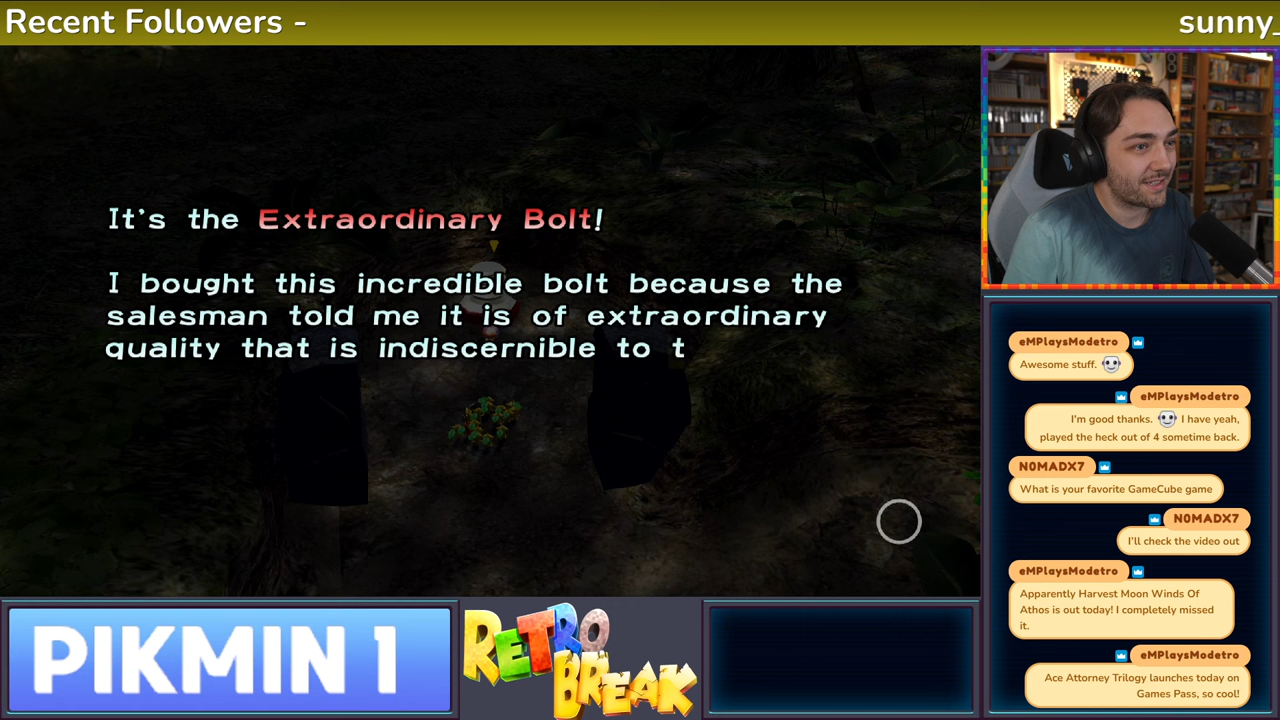 Recent Followers -
sunny_
It's the Extraordinary Bolt!
I bought this incredible bolt because the
salesman told me it is of extraordinary
quality that is indiscernible to t
eMPlaysModetro
Awesome stuff.
eMPlaysModetro
I'm good thanks. I have yeah,
played the heck out of 4 sometime back.
N0MADX7
What is your favorite GameCube game
N0MADX7
I'll check the video out
eMPlaysModetro
Apparently Harvest Moon Winds Of
Athos is out today! I completely missed
it.
eMPlaysModetro
Ace Attorney Trilogy launches today on
Games Pass, so cool!
PIKMIN 1
RETRO
BREAK